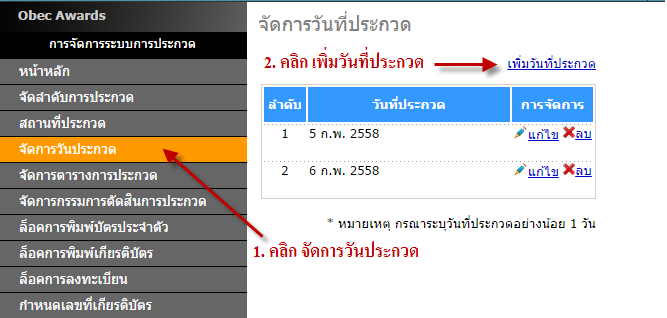 Obec Awards
การจัดการระบบการประกวด
หน้าหลัก
จัดลำดับการประกวด
สถานที่ประกวด
จัดการวันประกวด
จัดการตารางการประกวด
จัดการกรรมการตัดสินการประกวด
ล็อคการพิมพ์บัตรประจำตัว
ล็อคการพิมพ์เกียรติบัตร
ล็อคการลงทะเบียน
กำหนดเลขที่เกียรติบัตร
จัดการวันที่ประกวด
2. คลิก เพิ่มวันที่ประกวด เพิ่มวันที่ประกวด
ลำดับ วันที่ประกวด การจัดการ
1 5 ก.พ. 2558 แก้ไข ลบ
2 6 ก.พ. 2558 แก้ไข ลบ
* หมายเหตุ กรุณาระบุวันที่ประกวดอย่างน้อย 1 วัน
1. คลิก จัดการวันประกวด